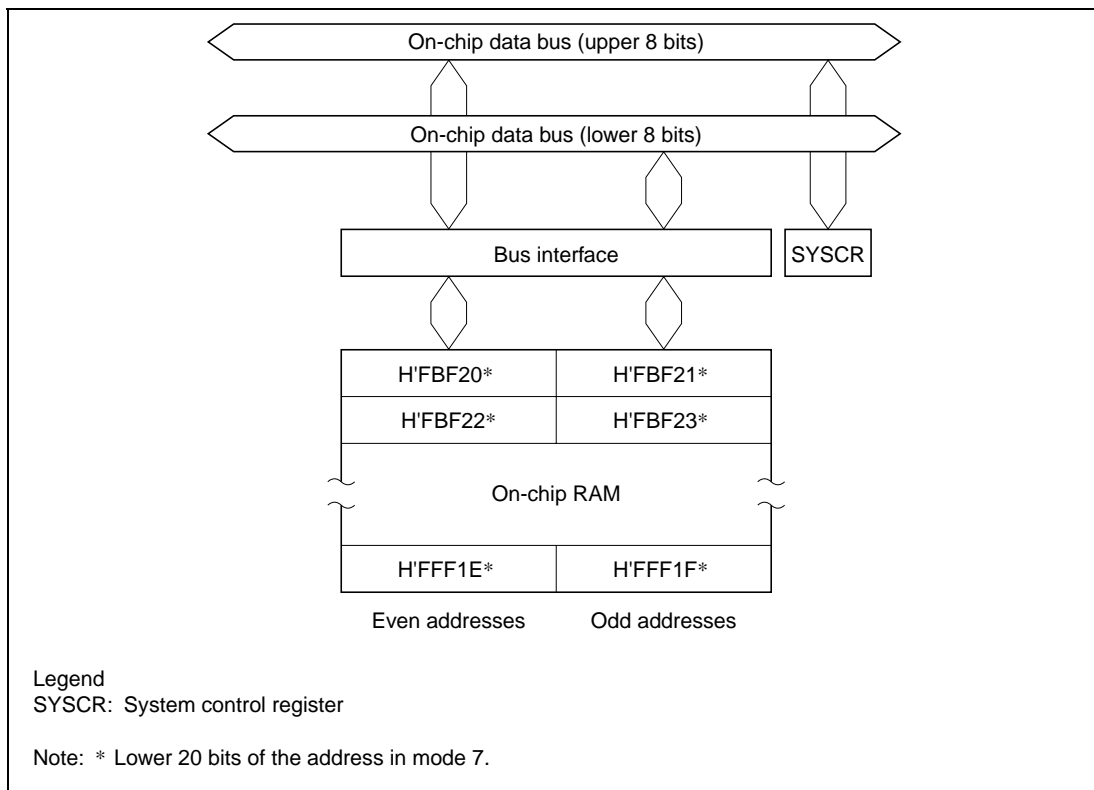 On-chip data bus (upper 8 bits)
On-chip data bus (lower 8 bits)
Bus interface SYSCR
H'FBF20* H'FBF21*
H'FBF22* H'FBF23*
On-chip RAM
H'FFF1E* H'FFF1F*
Even addresses Odd addresses
Legend
SYSCR: System control register
Note: * Lower 20 bits of the address in mode 7.